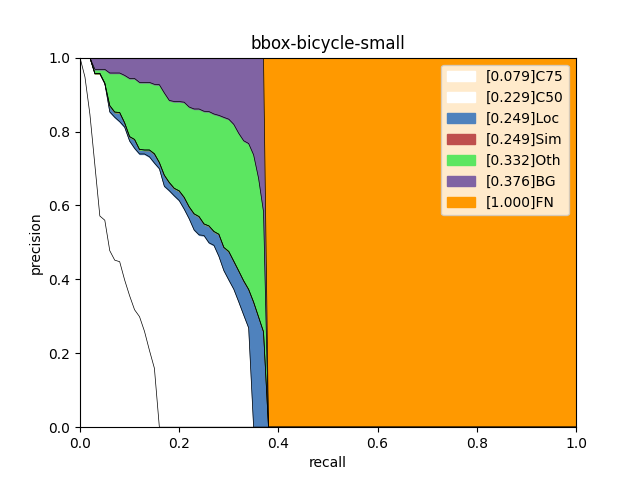 bbox-bicycle-small
1.0
0.8
0.6
0.4
0.2
0.0
precision
[0.079]C75
[0.229]C50
[0.249]Loc
[0.249]Sim
[0.332]Oth
[0.376]BG
[1.000]FN
0.0 0.2 0.4 0.6 0.8 1.0
recall